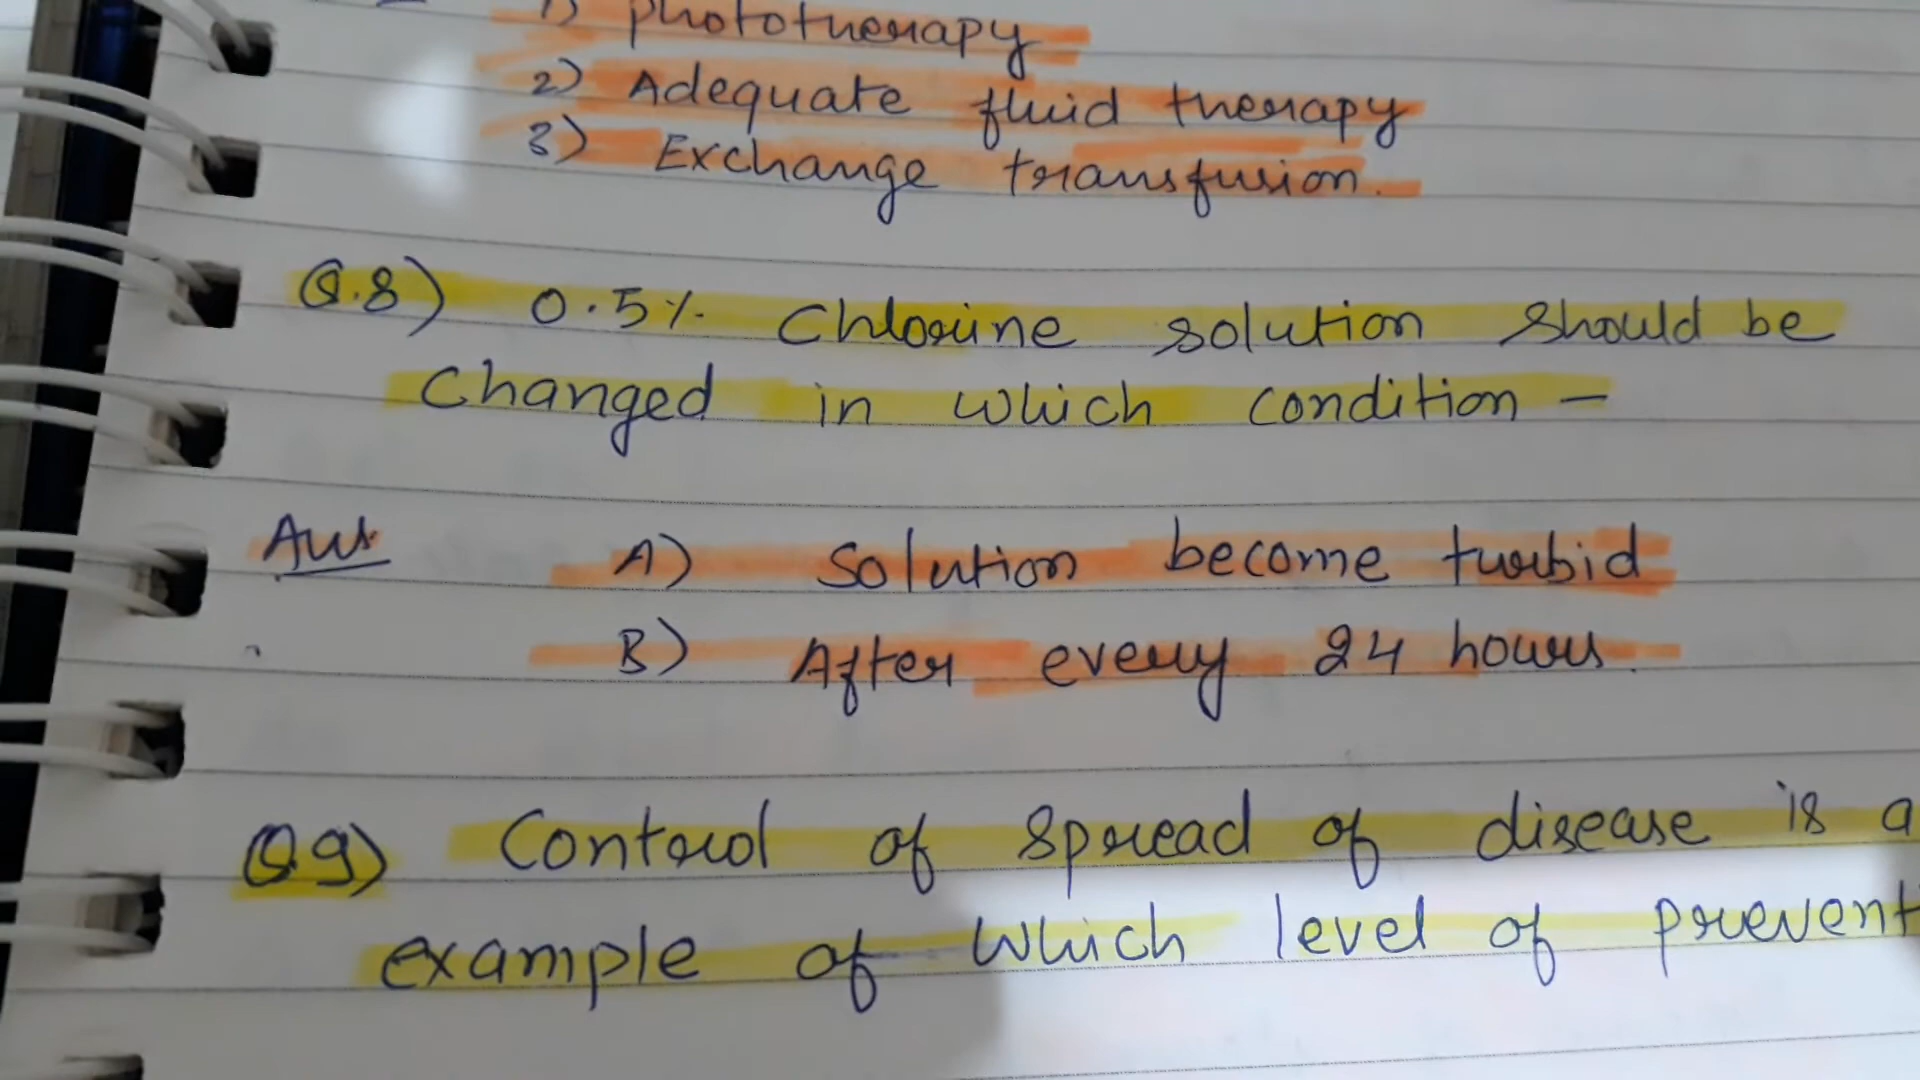 1) phototherapy
2) Adequate fluid therapy
3) Exchange transfusion.
Q.8) 0.5% Chlorine solution should be
changed in which condition -
Ans A) Solution become turbid
B) After every 24 hours.
Q9) Control of spread of disease is a
example of which level of prevent